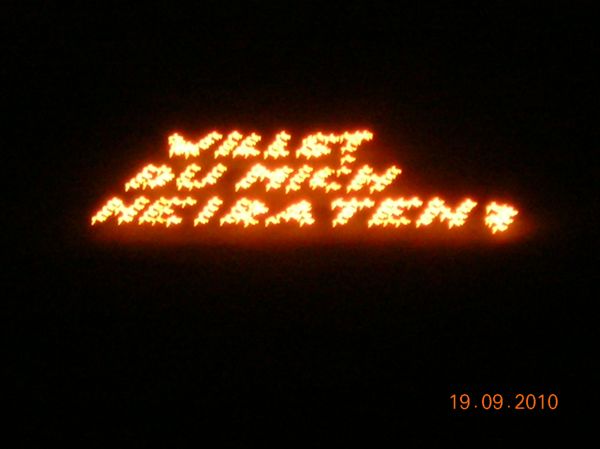 WILLST
DU MICH
HEIRATEN ?
19.09.2010